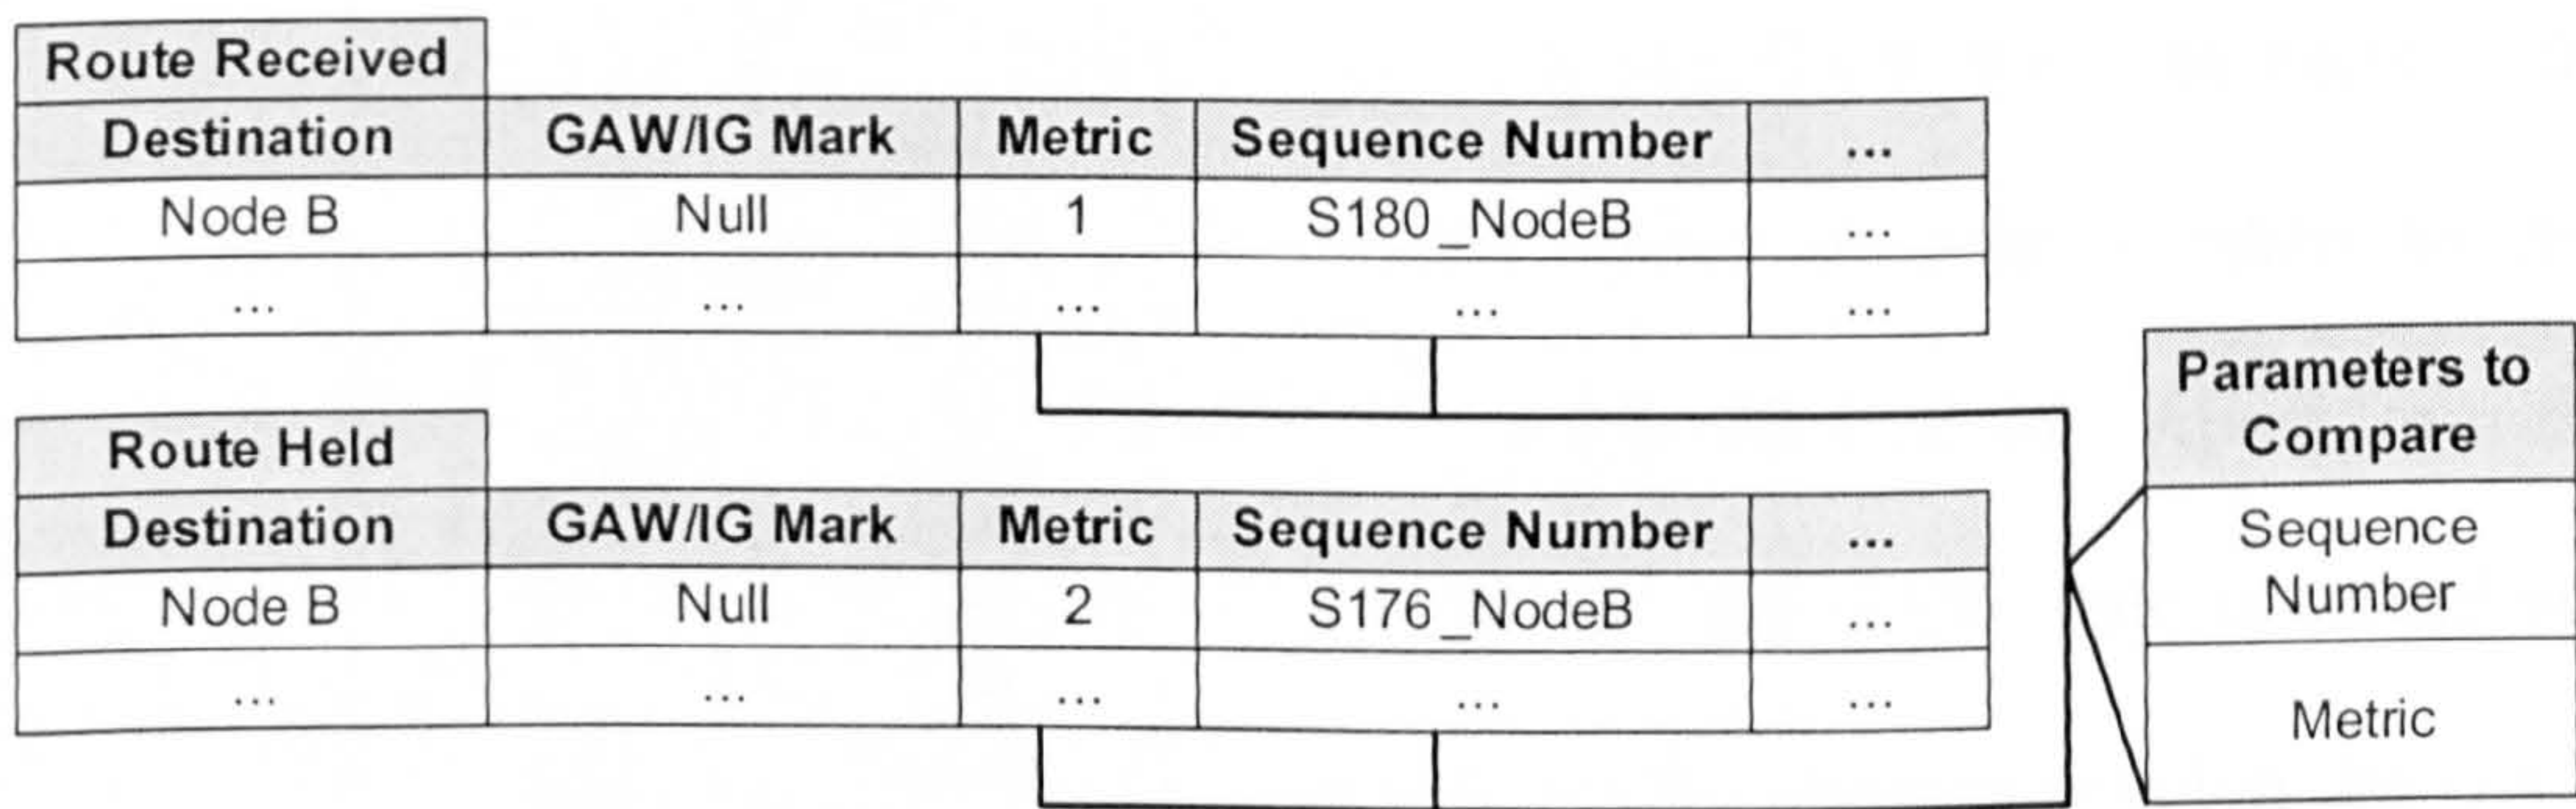 Route Received
Destination GAW/IG Mark Metric Sequence Number ...
Node B Null 1 S180_NodeB ...
... ... ... ... ...
Route Held
Destination GAW/IG Mark Metric Sequence Number ...
Node B Null 2 S176_NodeB ...
... ... ... ... ...
Parameters to
Compare
Sequence
Number
Metric